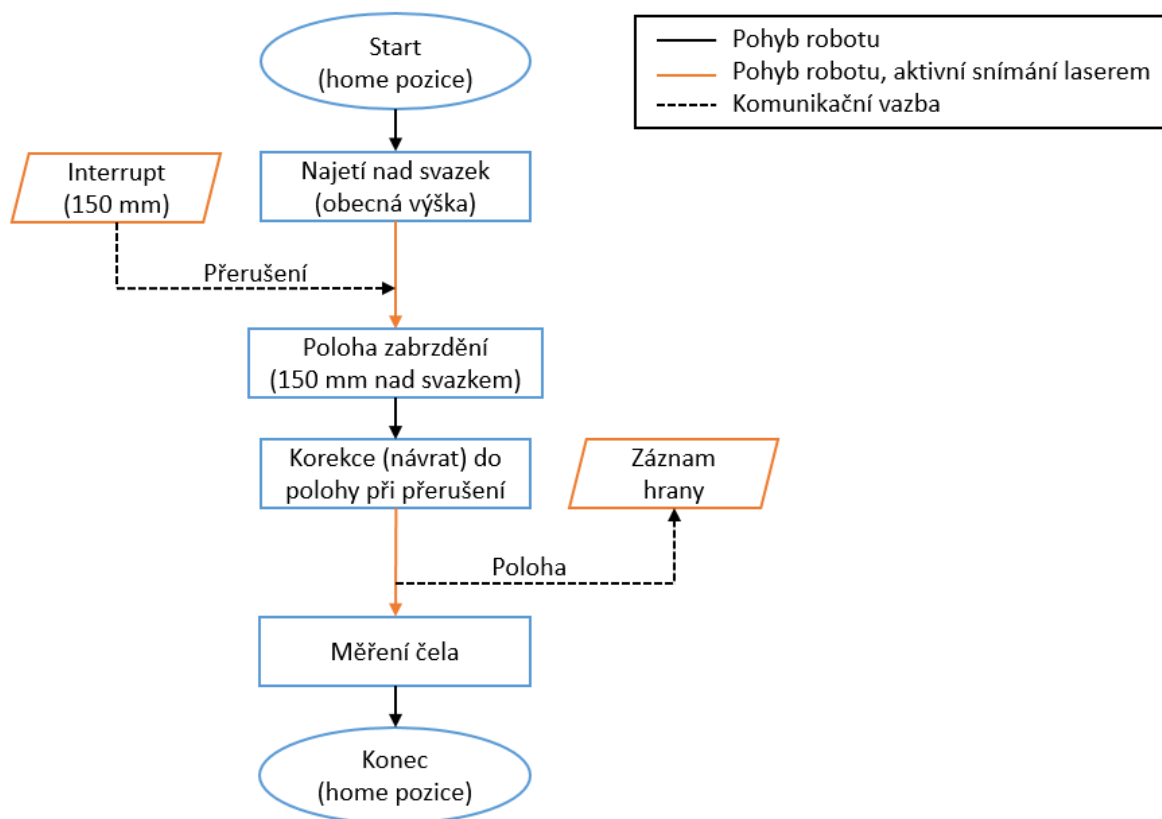 Start
(home pozice)
Pohyb robotu
Pohyb robotu, aktivní snímání laserem
Komunikační vazba
Interrupt
(150 mm)
Najetí nad svazek
(obecná výška)
Přerušení
Poloha zabrzdění
(150 mm nad svazkem)
Korekce (návrat) do
polohy při přerušení
Záznam
hrany
Poloha
Měření čela
Konec
(home pozice)